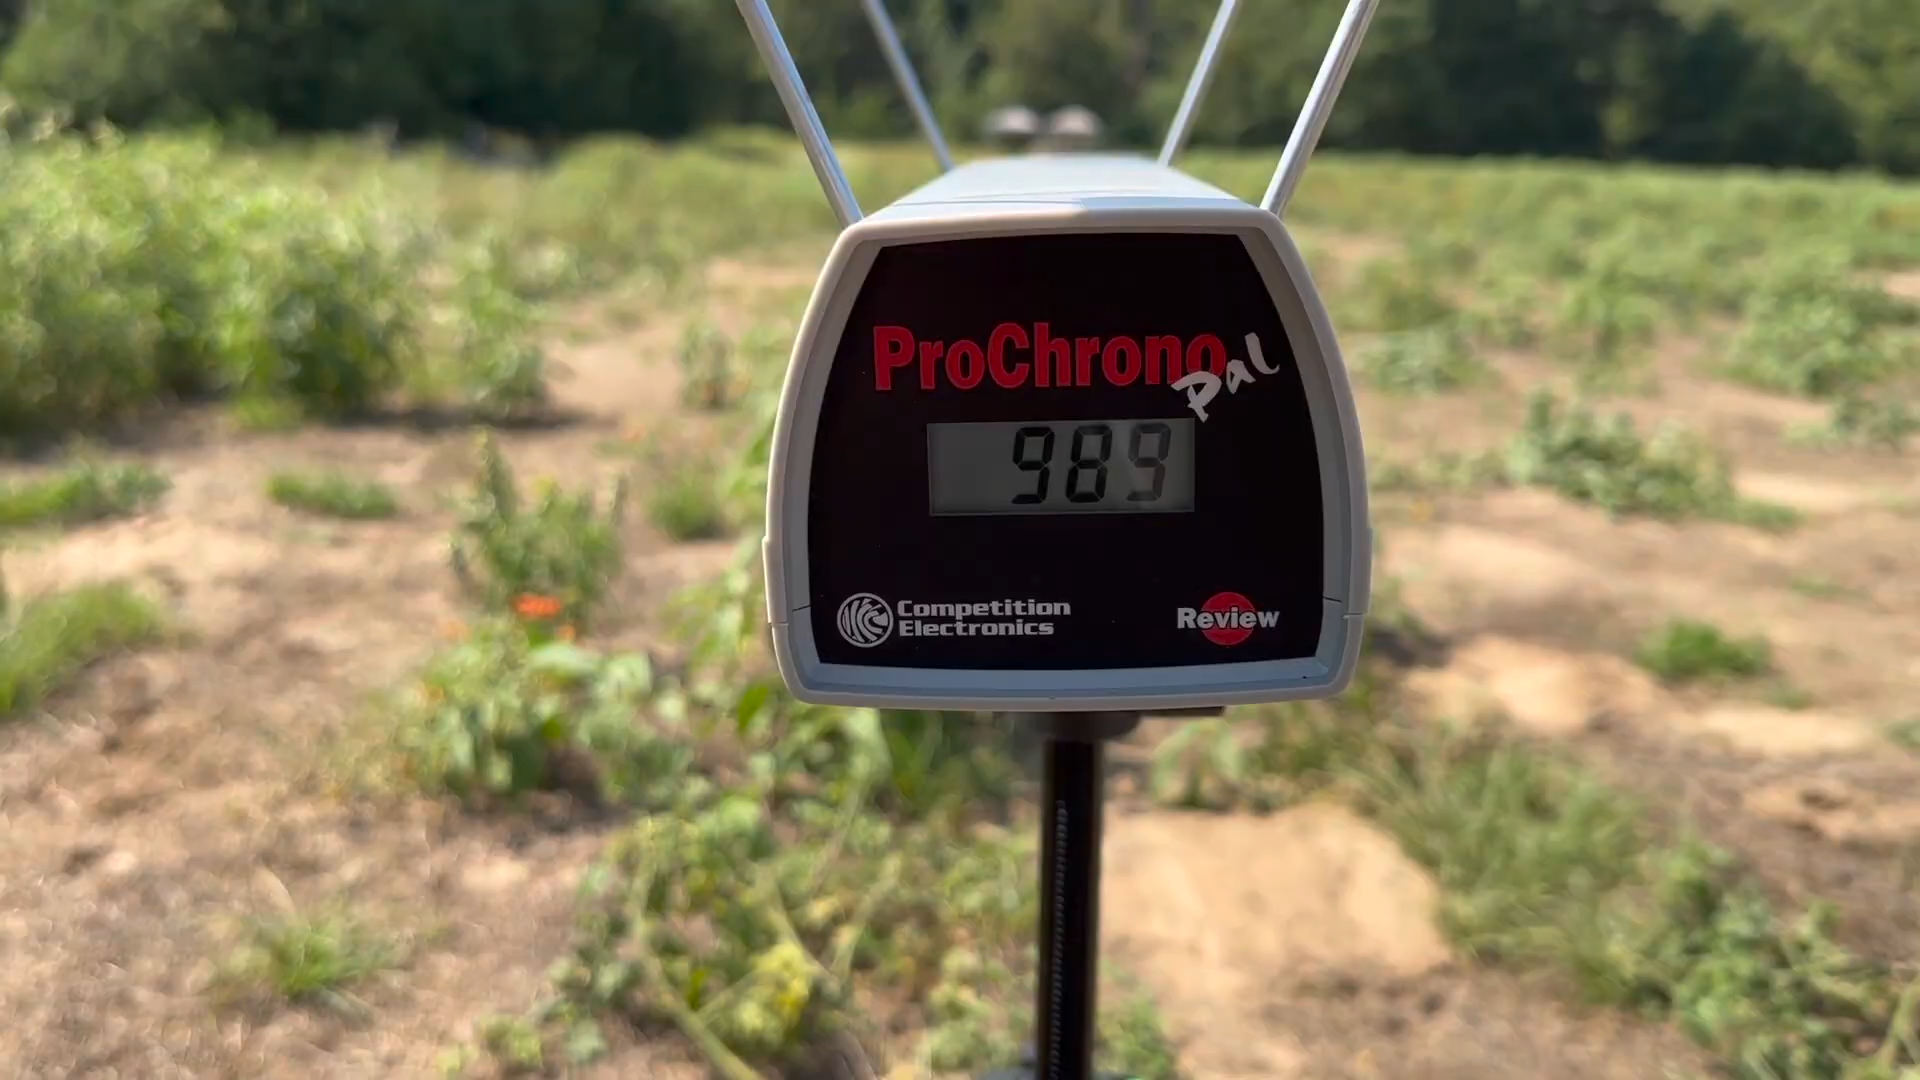 ProChrono
Pal
989
Competition
Electronics
Review